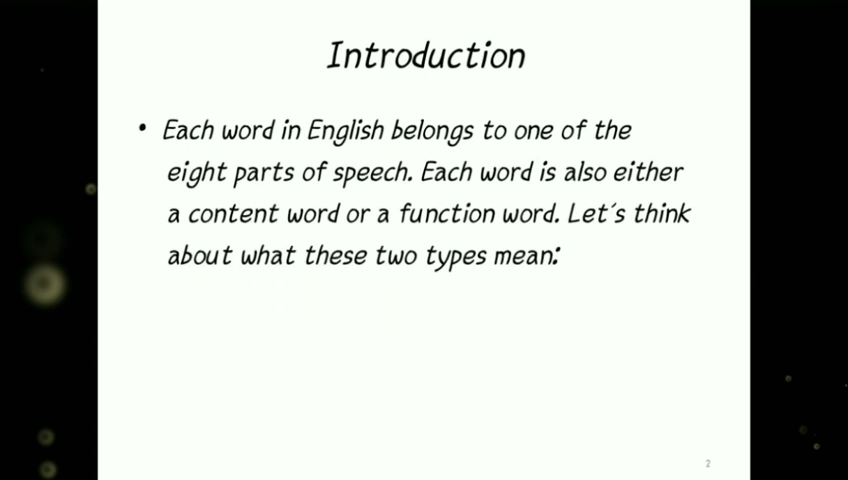 Introduction
• Each word in English belongs to one of the
eight parts of speech. Each word is also either
a content word or a function word. Let's think
about what these two types mean:
2